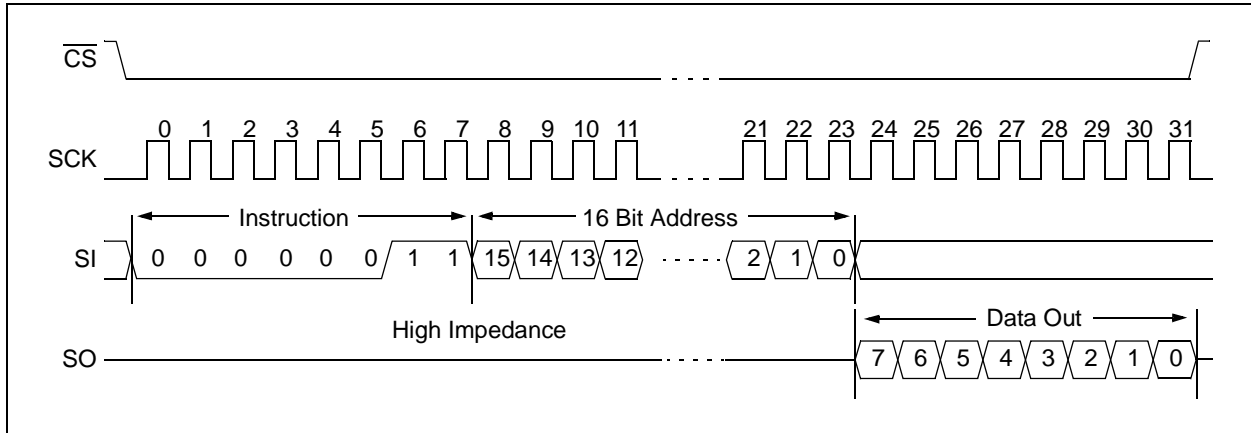 CS
0 1 2 3 4 5 6 7 8 9 10 11 21 22 23 24 25 26 27 28 29 30 31
SCK
Instruction 16 Bit Address
SI 0 0 0 0 0 0 1 1 15 14 13 12 2 1 0
High Impedance Data Out
SO 7 6 5 4 3 2 1 0